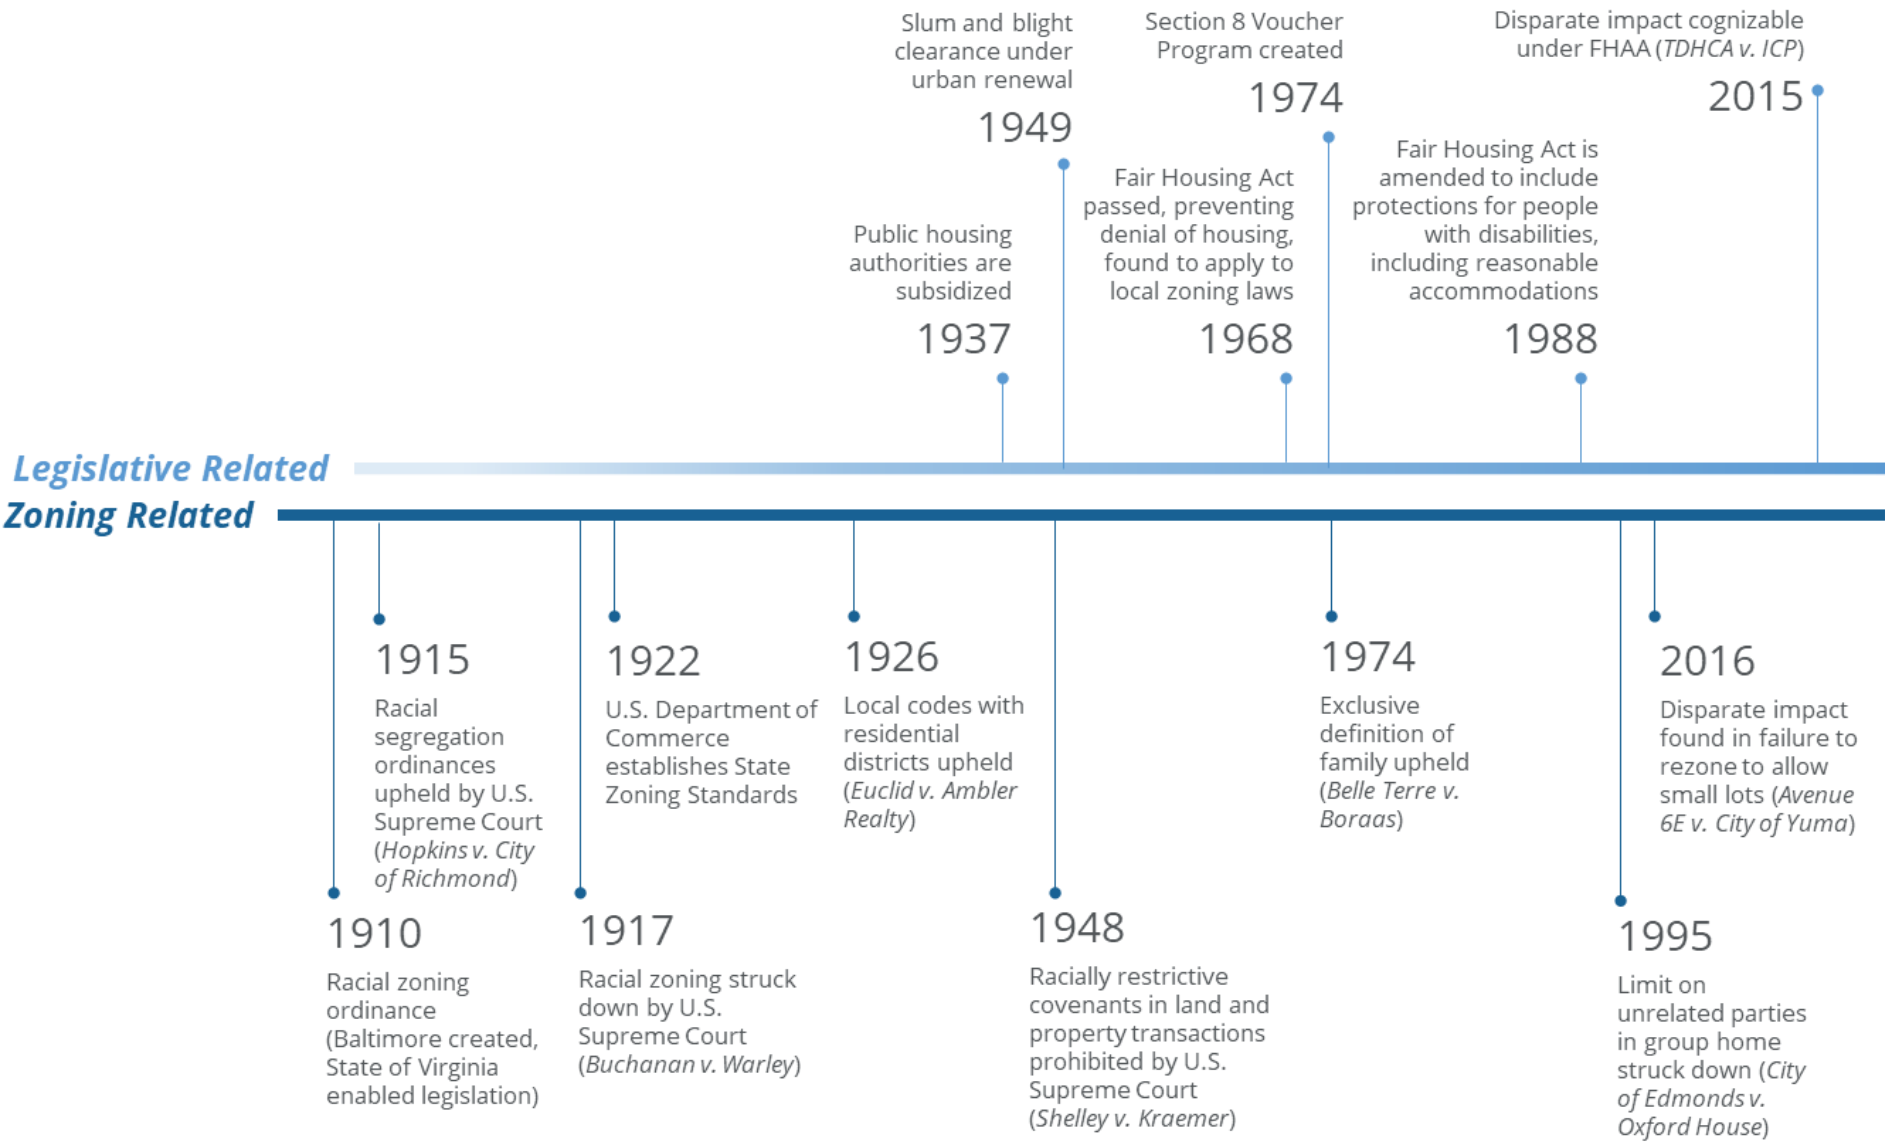 Slum and blight
clearance under
urban renewal
1949
Section 8 Voucher
Program created
1974
Disparate impact cognizable
under FHAA (TDHCA v. ICP)
2015
Public housing
authorities are
subsidized
1937
Fair Housing Act
passed, preventing
denial of housing,
found to apply to
local zoning laws
1968
Fair Housing Act is
amended to include
protections for people
with disabilities,
including reasonable
accommodations
1988
Legislative Related
Zoning Related
1915
Racial
segregation
ordinances
upheld by U.S.
Supreme Court
(Hopkins v. City
of Richmond)
1922
U.S. Department of
Commerce
establishes State
Zoning Standards
1926
Local codes with
residential
districts upheld
(Euclid v. Ambler
Realty)
1974
Exclusive
definition of
family upheld
(Belle Terre v.
Boraas)
2016
Disparate impact
found in failure to
rezone to allow
small lots (Avenue
6E v. City of Yuma)
1910
Racial zoning
ordinance
(Baltimore created,
State of Virginia
enabled legislation)
1917
Racial zoning struck
down by U.S.
Supreme Court
(Buchanan v. Warley)
1948
Racially restrictive
covenants in land and
property transactions
prohibited by U.S.
Supreme Court
(Shelley v. Kraemer)
1995
Limit on
unrelated parties
in group home
struck down (City
of Edmonds v.
Oxford House)